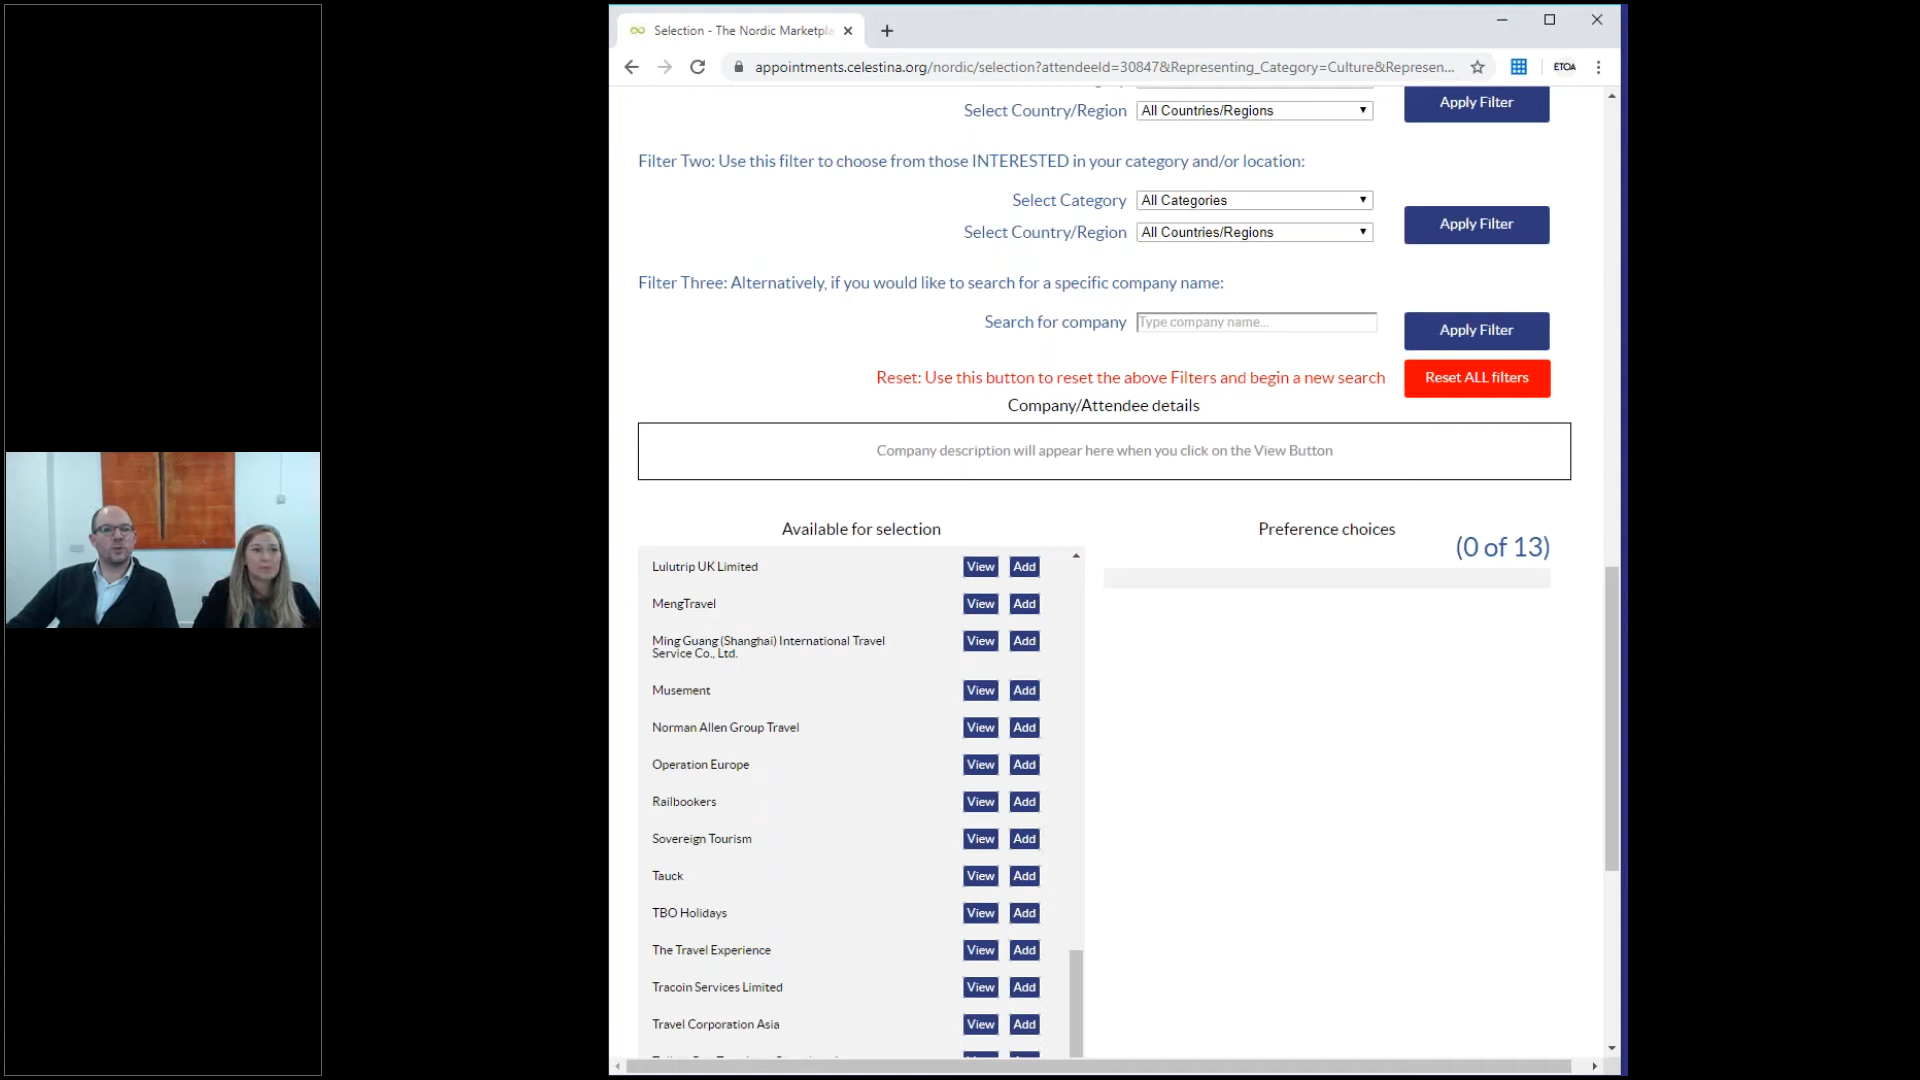 Selection - The Nordic Marketpla
appointments.celestina.org/nordic/selection?attendeeId=30847&Representing_Category=Culture&Represen...
ETOA
Select Country/Region All Countries/Regions Apply Filter
Filter Two: Use this filter to choose from those INTERESTED in your category and/or location:
Select Category All Categories
Select Country/Region All Countries/Regions Apply Filter
Filter Three: Alternatively, if you would like to search for a specific company name:
Search for company Type company name... Apply Filter
Reset: Use this button to reset the above Filters and begin a new search Reset ALL filters
Company/Attendee details
Company description will appear here when you click on the View Button
Available for selection
Lulutrip UK Limited View Add
MengTravel View Add
Ming Guang (Shanghai) International Travel
Service Co., Ltd. View Add
Musement View Add
Norman Allen Group Travel View Add
Operation Europe View Add
Railbookers View Add
Sovereign Tourism View Add
Tauck View Add
TBO Holidays View Add
The Travel Experience View Add
Tracoin Services Limited View Add
Travel Corporation Asia View Add
Preference choices
(0 of 13)